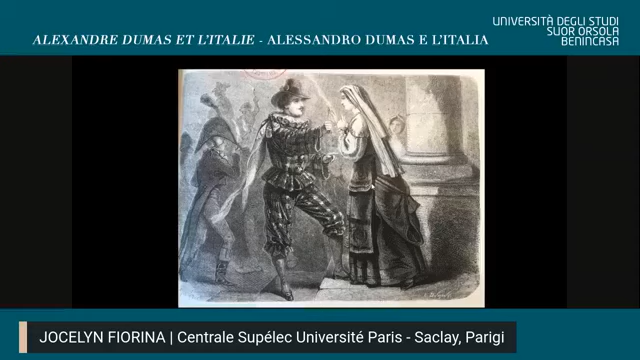 UNIVERSITÀ DEGLI STUDI
SUOR ORSOLA
BENINCASA
ALEXANDRE DUMAS ET L'ITALIE - ALESSANDRO DUMAS E L'ITALIA
JOCELYN FIORINA | Centrale Supélec Université Paris - Saclay, Parigi